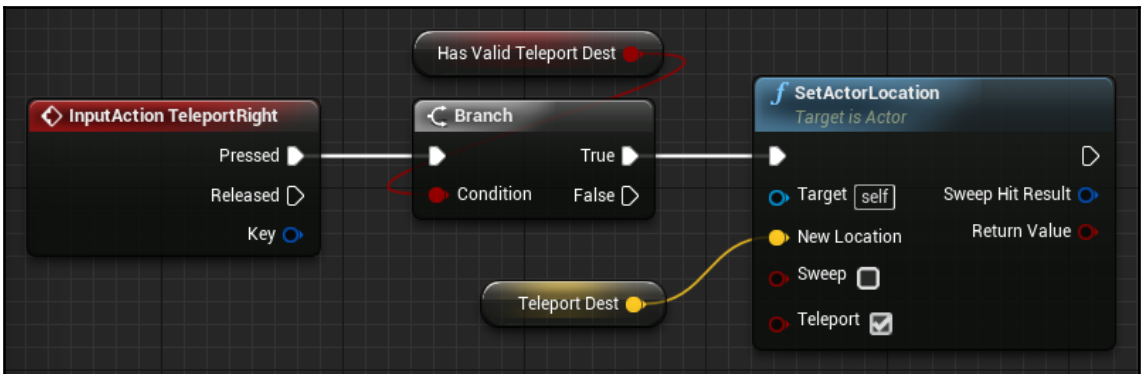 Has Valid Teleport Dest
InputAction TeleportRight
Pressed
Released
Key
Branch
True
Condition
False
Teleport Dest
f SetActorLocation
Target is Actor
Target self
Sweep Hit Result
New Location
Return Value
Sweep
Teleport